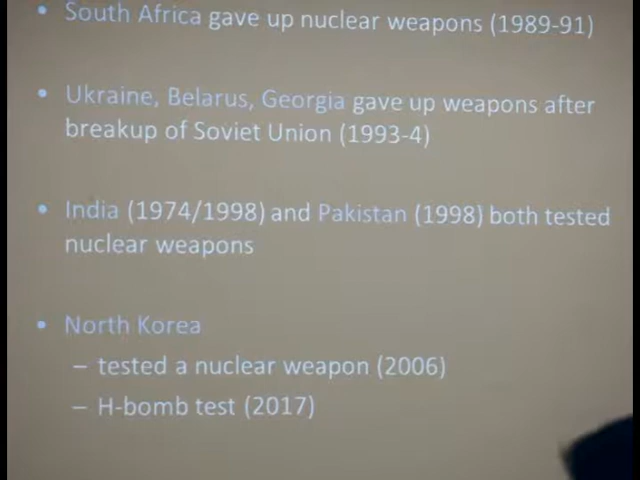 • South Africa gave up nuclear weapons (1989-91)
• Ukraine, Belarus, Georgia gave up weapons after
breakup of Soviet Union (1993-4)
• India (1974/1998) and Pakistan (1998) both tested
nuclear weapons
• North Korea
– tested a nuclear weapon (2006)
– H-bomb test (2017)